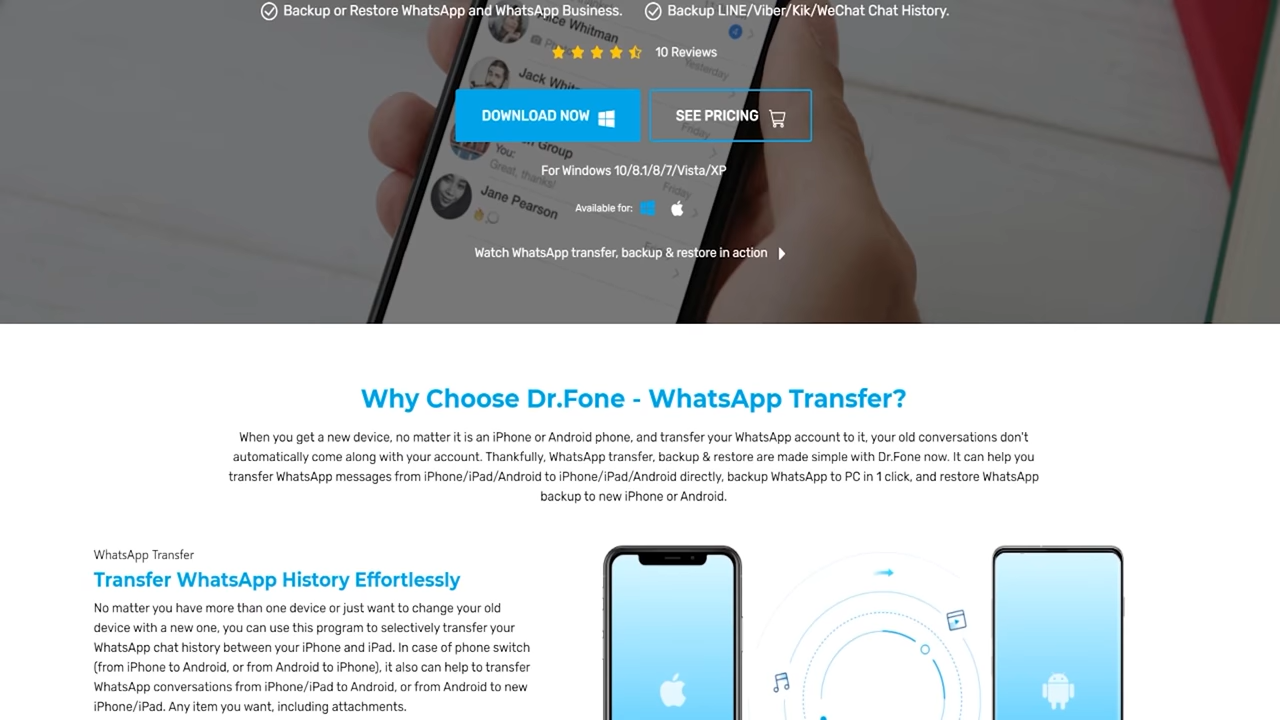 Backup or Restore WhatsApp and WhatsApp Business. Backup LINE/Viber/Kik/WeChat Chat History.
Alice Whitman
10 Reviews
Yesterday
Jack
DOWNLOAD NOW SEE PRICING
Friday
Group
You:
Great, thanks!
For Windows 10/8.1/8/7/Vista/XP
Friday
Jane Pearson
Available for:
Watch WhatsApp transfer, backup & restore in action
Why Choose Dr.Fone - WhatsApp Transfer?
When you get a new device, no matter it is an iPhone or Android phone, and transfer your WhatsApp account to it, your old conversations don't
automatically come along with your account. Thankfully, WhatsApp transfer, backup & restore are made simple with Dr.Fone now. It can help you
transfer WhatsApp messages from iPhone/iPad/Android to iPhone/iPad/Android directly, backup WhatsApp to PC in 1 click, and restore WhatsApp
backup to new iPhone or Android.
WhatsApp Transfer
Transfer WhatsApp History Effortlessly
No matter you have more than one device or just want to change your old
device with a new one, you can use this program to selectively transfer your
WhatsApp chat history between your iPhone and iPad. In case of phone switch
(from iPhone to Android, or from Android to iPhone), it also can help to transfer
WhatsApp conversations from iPhone/iPad to Android, or from Android to new
iPhone/iPad. Any item you want, including attachments.